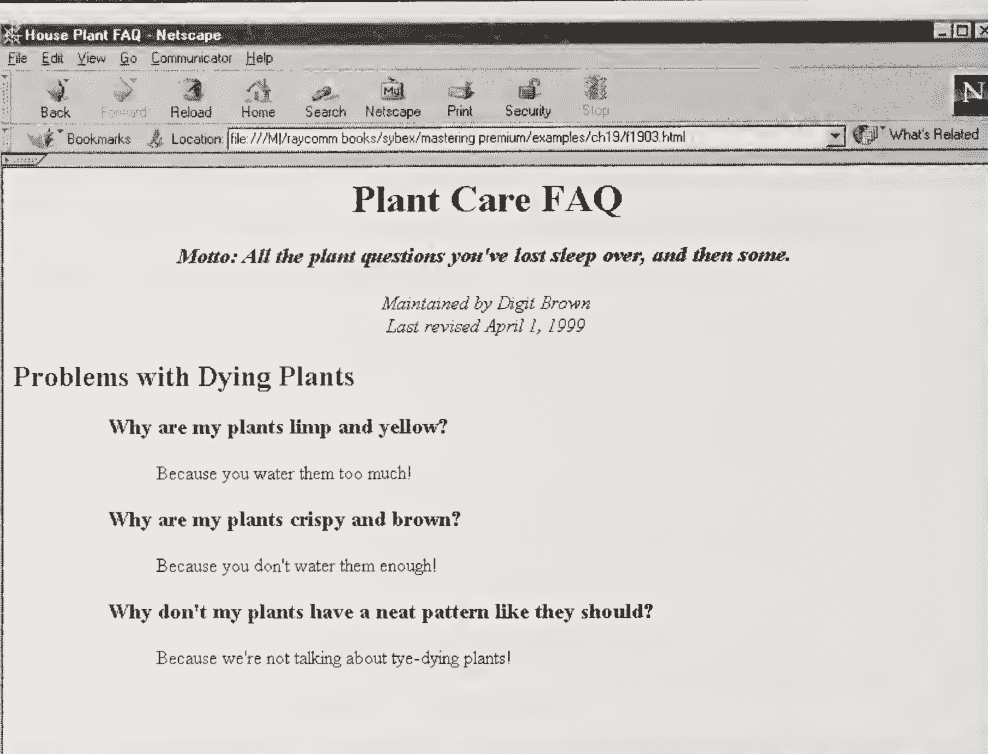 House Plant FAQ - Netscape
File Edit View Go Communicator Help
Back Forward Reload Home Search Netscape Print Security Stop
Bookmarks Location: file:///M|/raycomm books/sybex/mastering premium/examples/ch19/f1903.html What's Related
Plant Care FAQ
Motto: All the plant questions you've lost sleep over, and then some.
Maintained by Digit Brown
Last revised April 1, 1999
Problems with Dying Plants
Why are my plants limp and yellow?
Because you water them too much!
Why are my plants crispy and brown?
Because you don't water them enough!
Why don't my plants have a neat pattern like they should?
Because we're not talking about tye-dying plants!